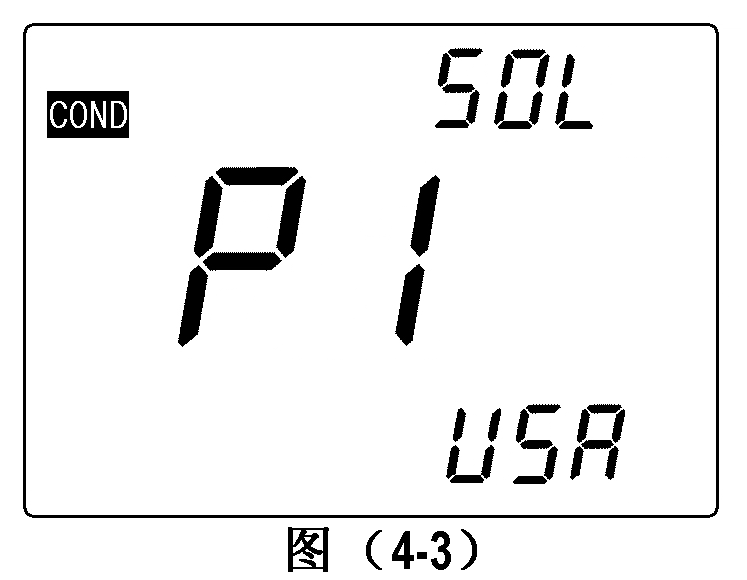 SOL
COND
P1
USA
图（4-3）